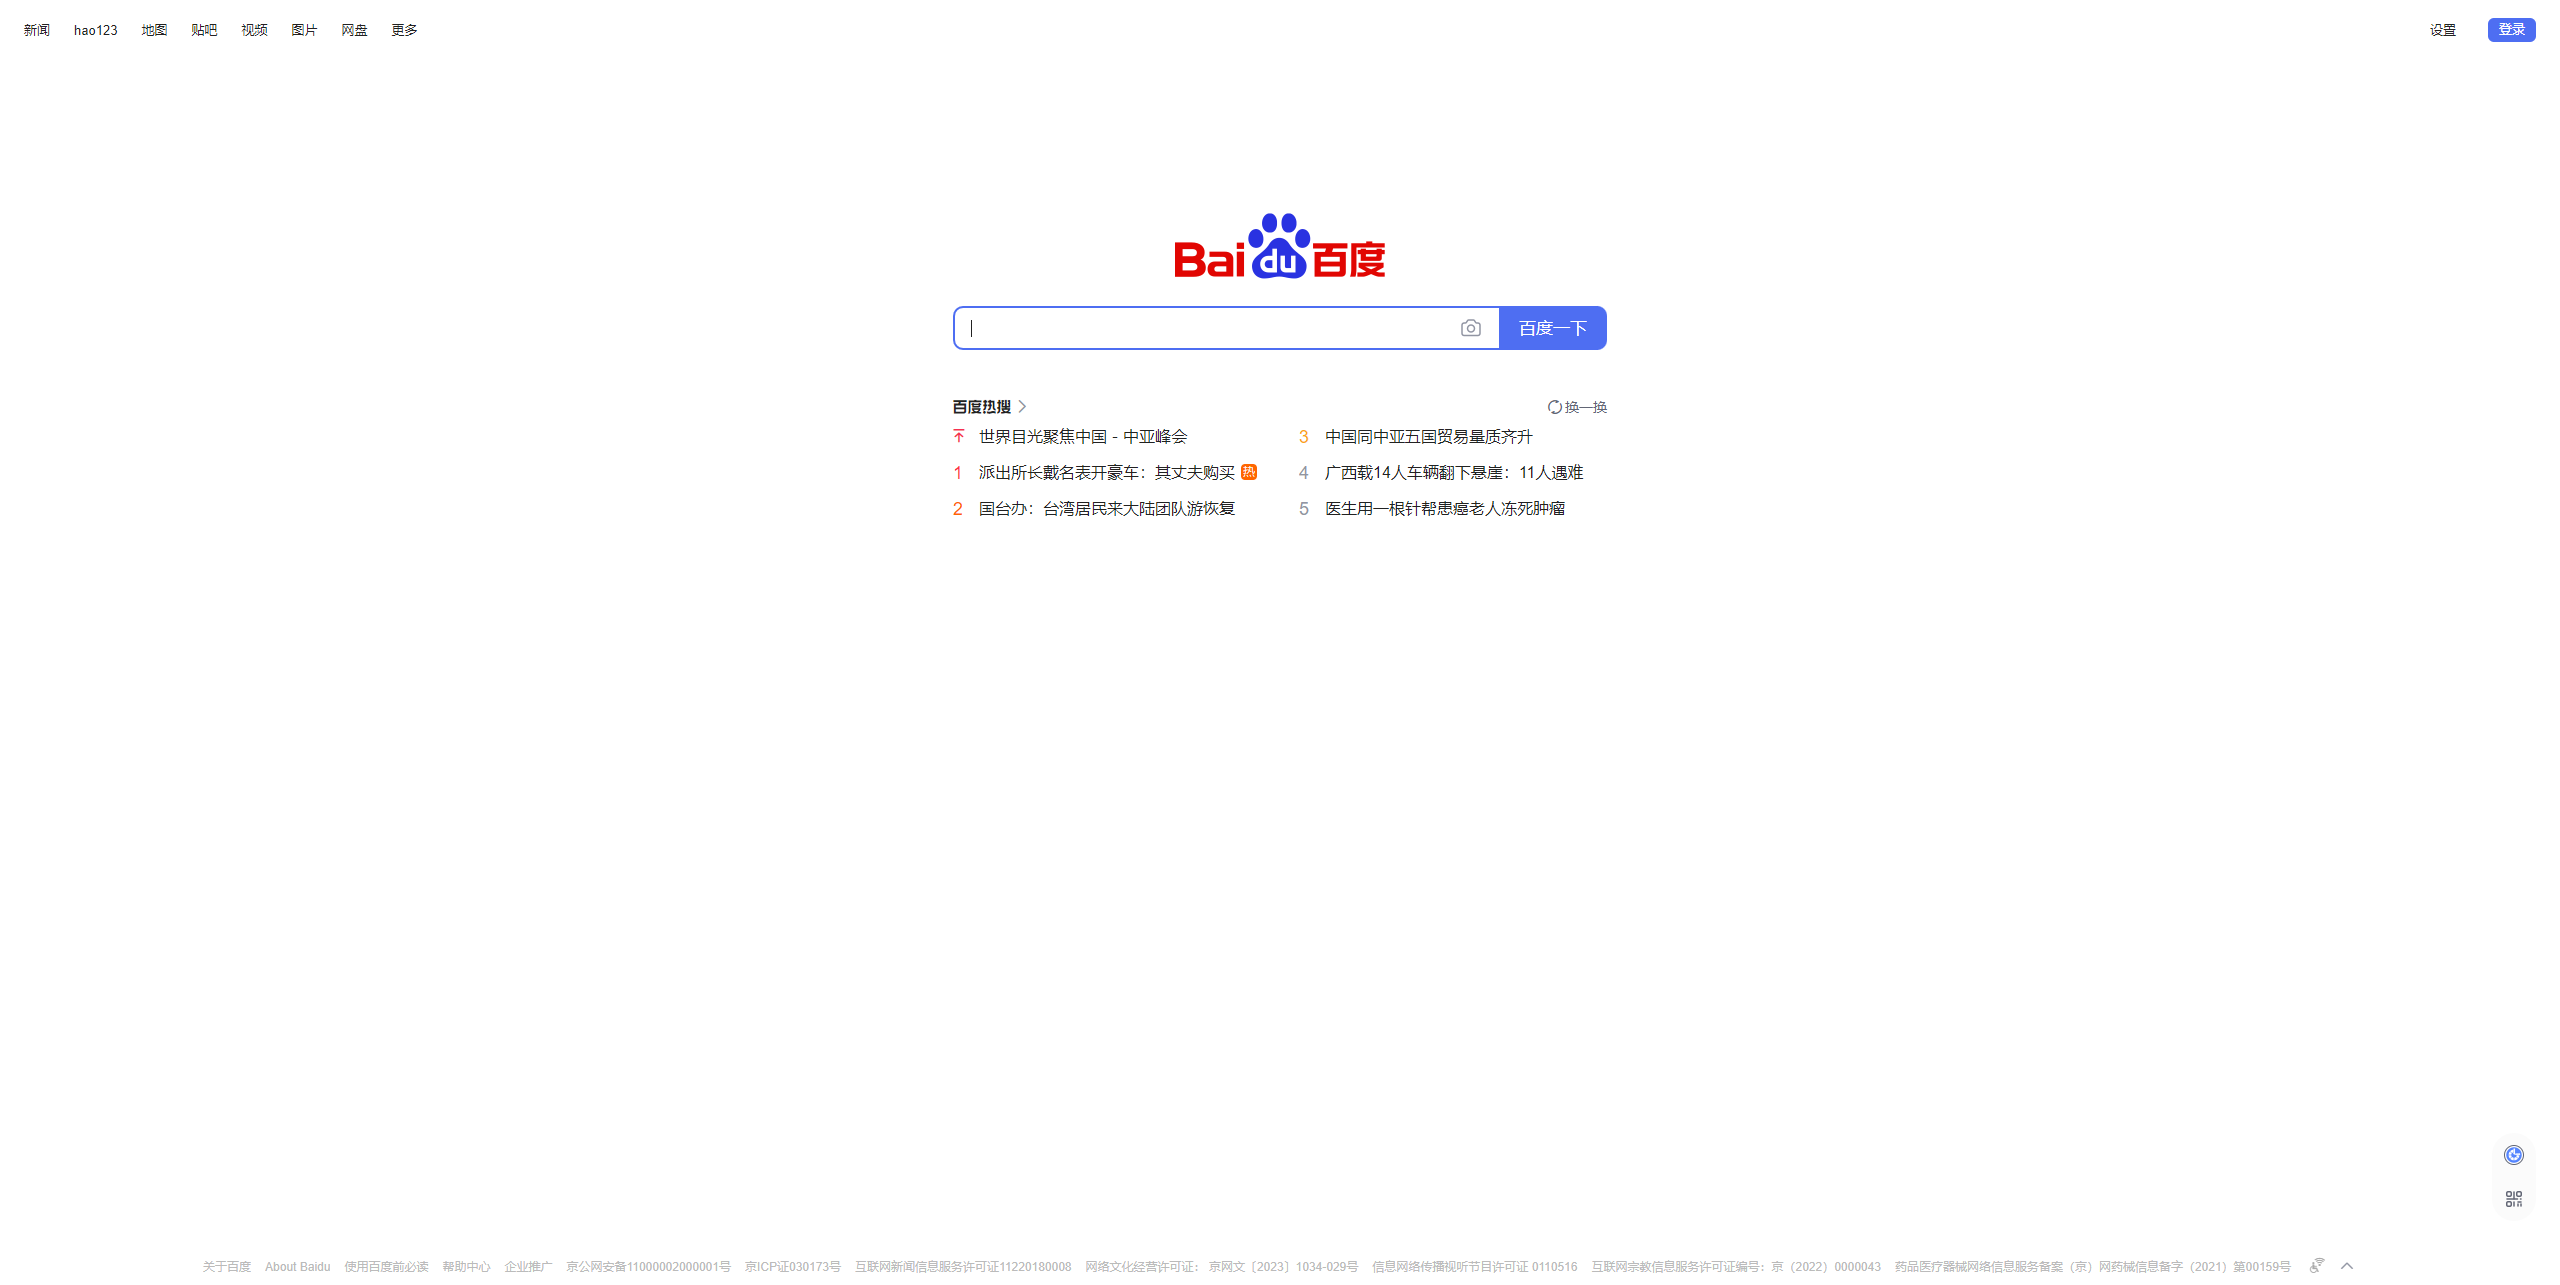 新闻 hao123 地图 贴吧 视频 图片 网盘 更多 设置 登录
Baidu百度
百度一下
百度热搜 换一换
世界目光聚焦中国-中亚峰会
3 中国同中亚五国贸易量质齐升
1 派出所长戴名表开豪车：其丈夫购买 热
4 广西载14人车辆翻下悬崖：11人遇难
2 国台办：台湾居民来大陆团队游恢复
5 医生用一根针帮患癌老人冻死肿瘤
关于百度 About Baidu 使用百度前必读 帮助中心 企业推广 京公网安备11000002000001号 京ICP证030173号 互联网新闻信息服务许可证11220180008 网络文化经营许可证： 京网文〔2023〕1034-029号 信息网络传播视听节目许可证 0110516 互联网宗教信息服务许可证编号：京（2022）0000043 药品医疗器械网络信息服务备案（京）网药械信息备字（2021）第00159号